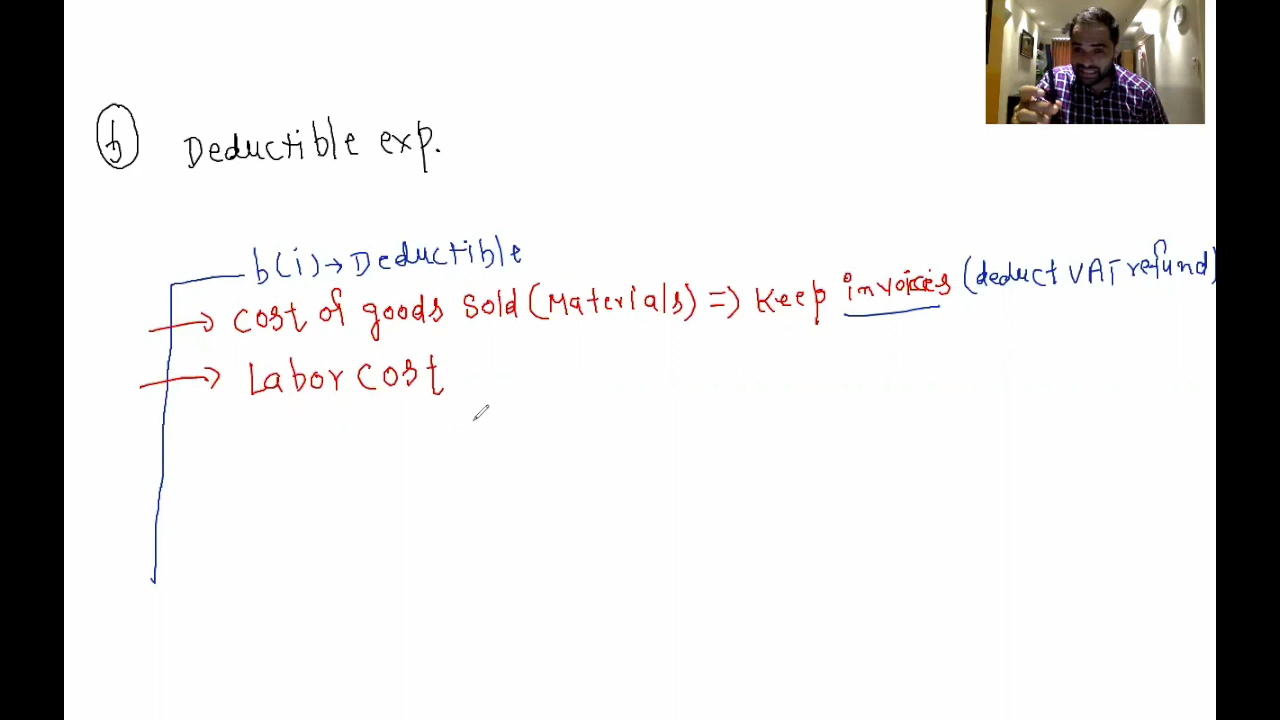 b Deductible exp.
b(i)→Deductible
→ cost of goods sold (Materials) => Keep invoices (deduct VAT refund)
→ Labor cost